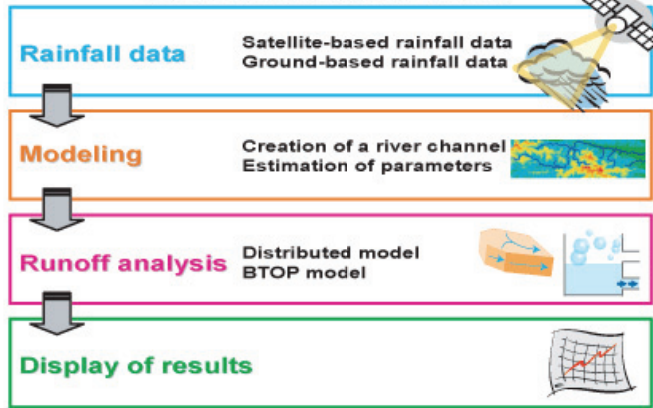 Rainfall data
Satellite-based rainfall data
Ground-based rainfall data
Modeling
Creation of a river channel
Estimation of parameters
Runoff analysis
Distributed model
BTOP model
Display of results